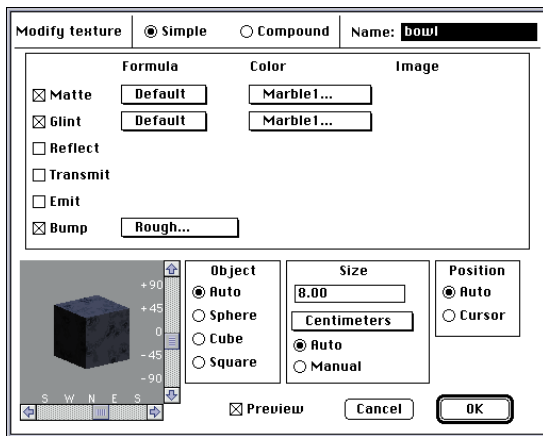 Modify texture Simple Compound Name: bowl
Formula Color Image
Matte Default Marble1...
Glint Default Marble1...
Reflect
Transmit
Emit
Bump Rough...
Object Size Position
+90 Auto 8.00 Auto
+45 Sphere Centimeters Cursor
0 Cube Auto
-45 Square Manual
-90
S W N E S
Preview Cancel OK